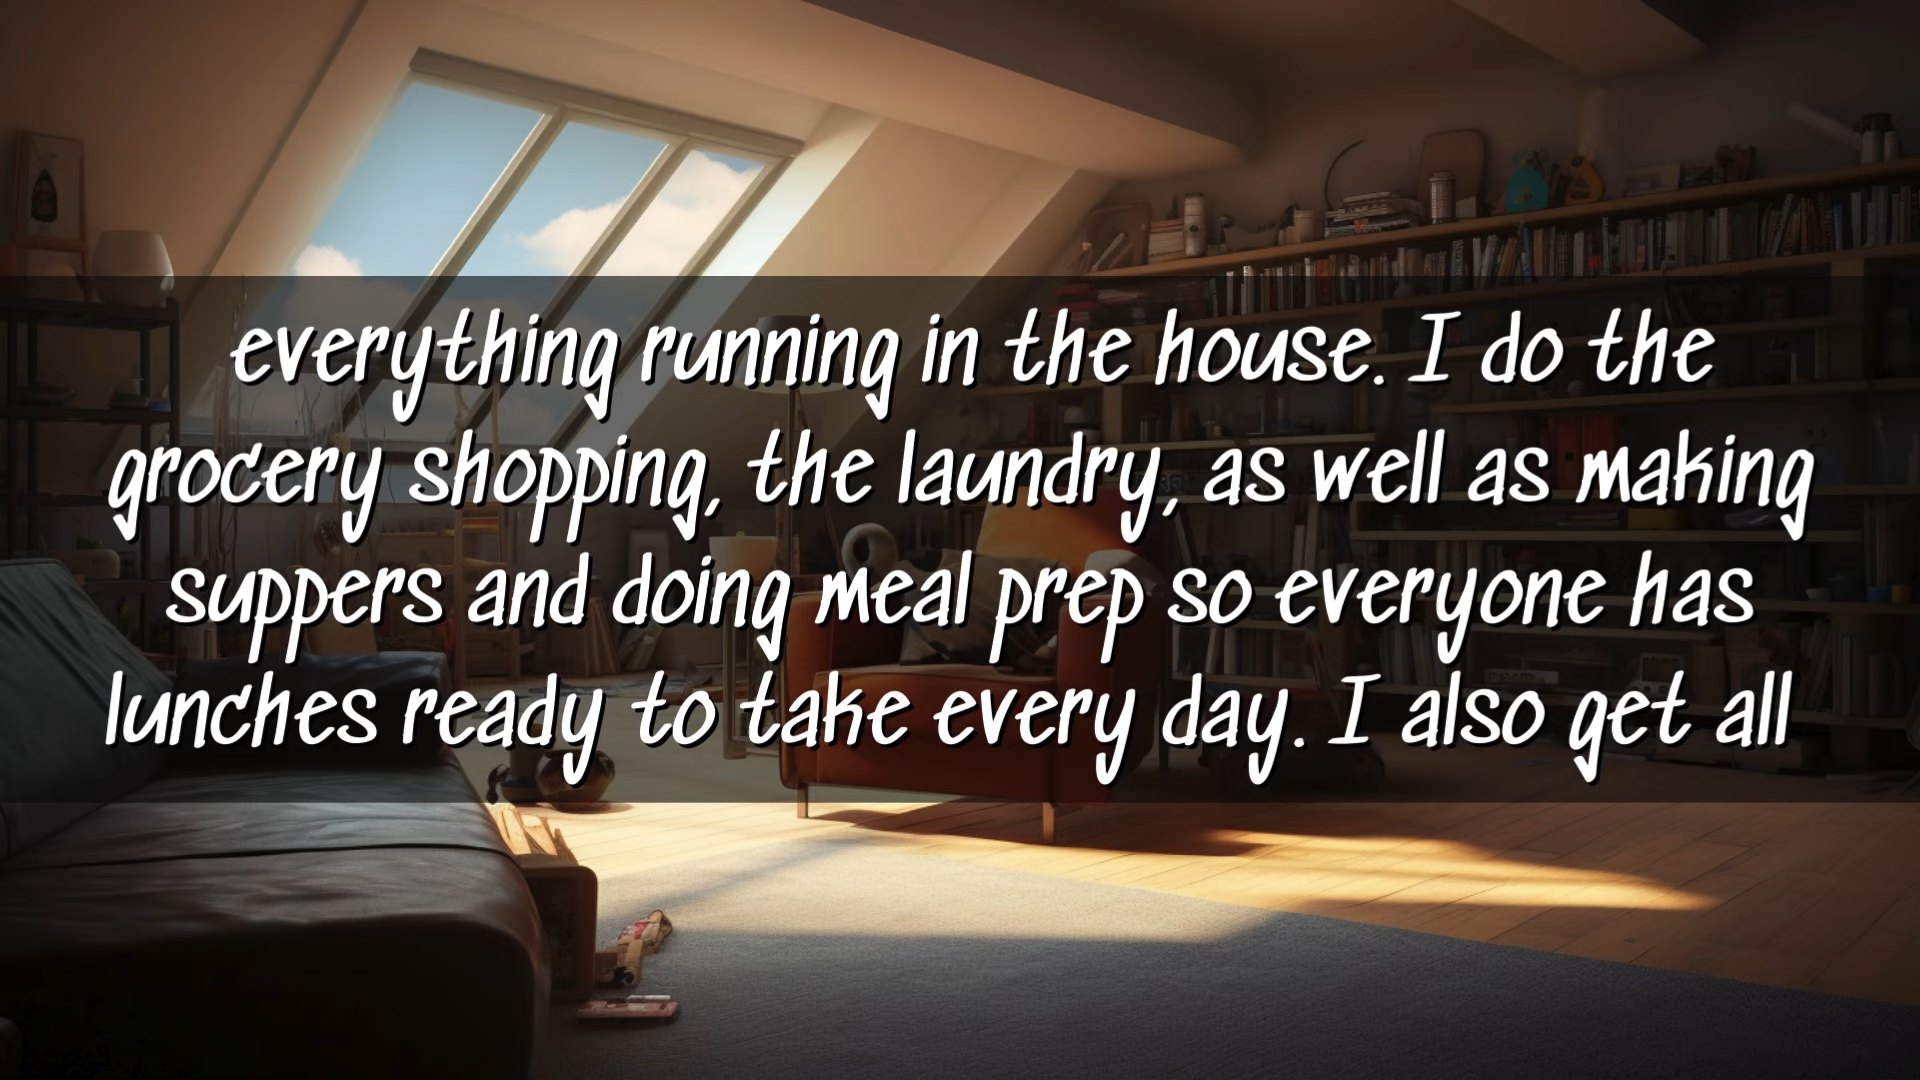 everything running in the house. I do the
grocery shopping, the laundry, as well as making
suppers and doing meal prep so everyone has
lunches ready to take every day. I also get all